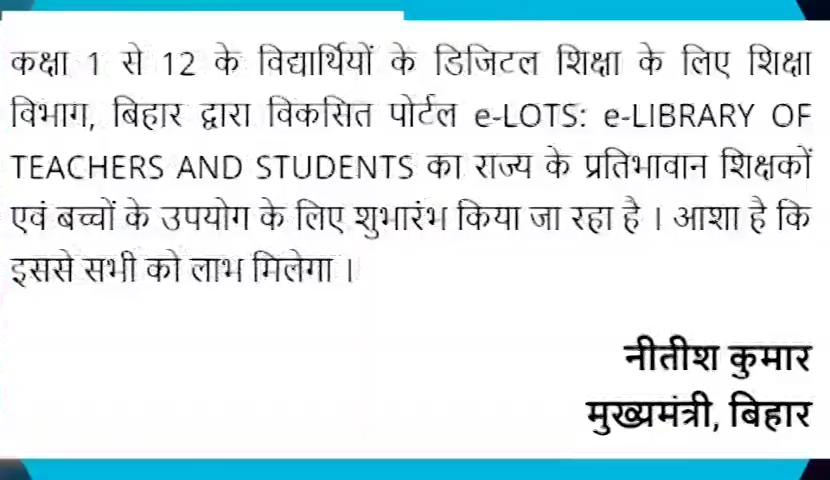 कक्षा 1 से 12 के विद्यार्थियों के डिजिटल शिक्षा के लिए शिक्षा
विभाग, बिहार द्वारा विकसित पोर्टल e-LOTS: e-LIBRARY OF
TEACHERS AND STUDENTS का राज्य के प्रतिभावान शिक्षकों
एवं बच्चों के उपयोग के लिए शुभारंभ किया जा रहा है । आशा है कि
इससे सभी को लाभ मिलेगा ।
नीतीश कुमार
मुख्यमंत्री, बिहार